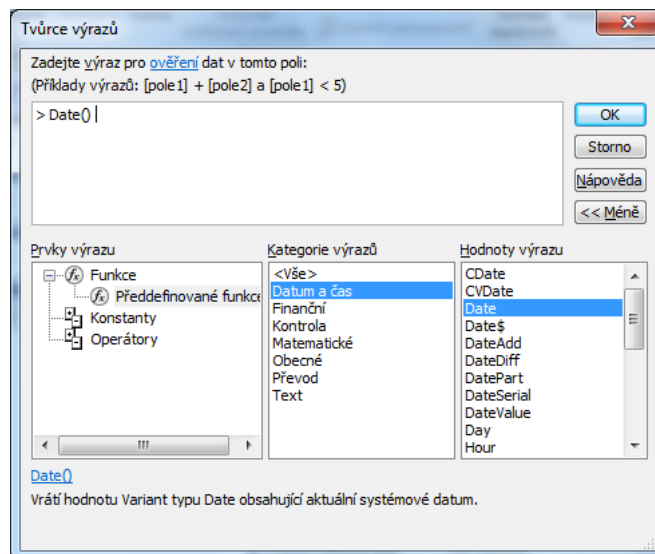 Tvůrce výrazů
Zadejte výraz pro ověření dat v tomto poli:
(Příklady výrazů: [pole1] + [pole2] a [pole1] < 5)
> Date()
OK
Storno
Nápověda
<< Méně
Prvky výrazu
Funkce
Předdefinované funkce
Konstanty
Operátory
Kategorie výrazů
<Vše>
Datum a čas
Finanční
Kontrola
Matematické
Obecné
Převod
Text
Hodnoty výrazu
CDate
CVDate
Date
Date$
DateAdd
DateDiff
DatePart
DateSerial
DateValue
Day
Hour
Date()
Vrátí hodnotu Variant typu Date obsahující aktuální systémové datum.